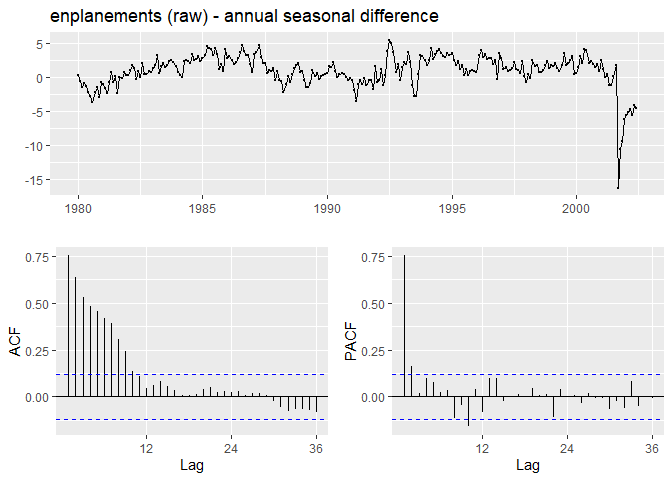 enplanements (raw) - annual seasonal difference
5
0
-5
-10
-15
1980 1985 1990 1995 2000
0.75
0.50
0.25
0.00
ACF
12 24 36
Lag
0.75
0.50
0.25
0.00
PACF
12 24 36
Lag